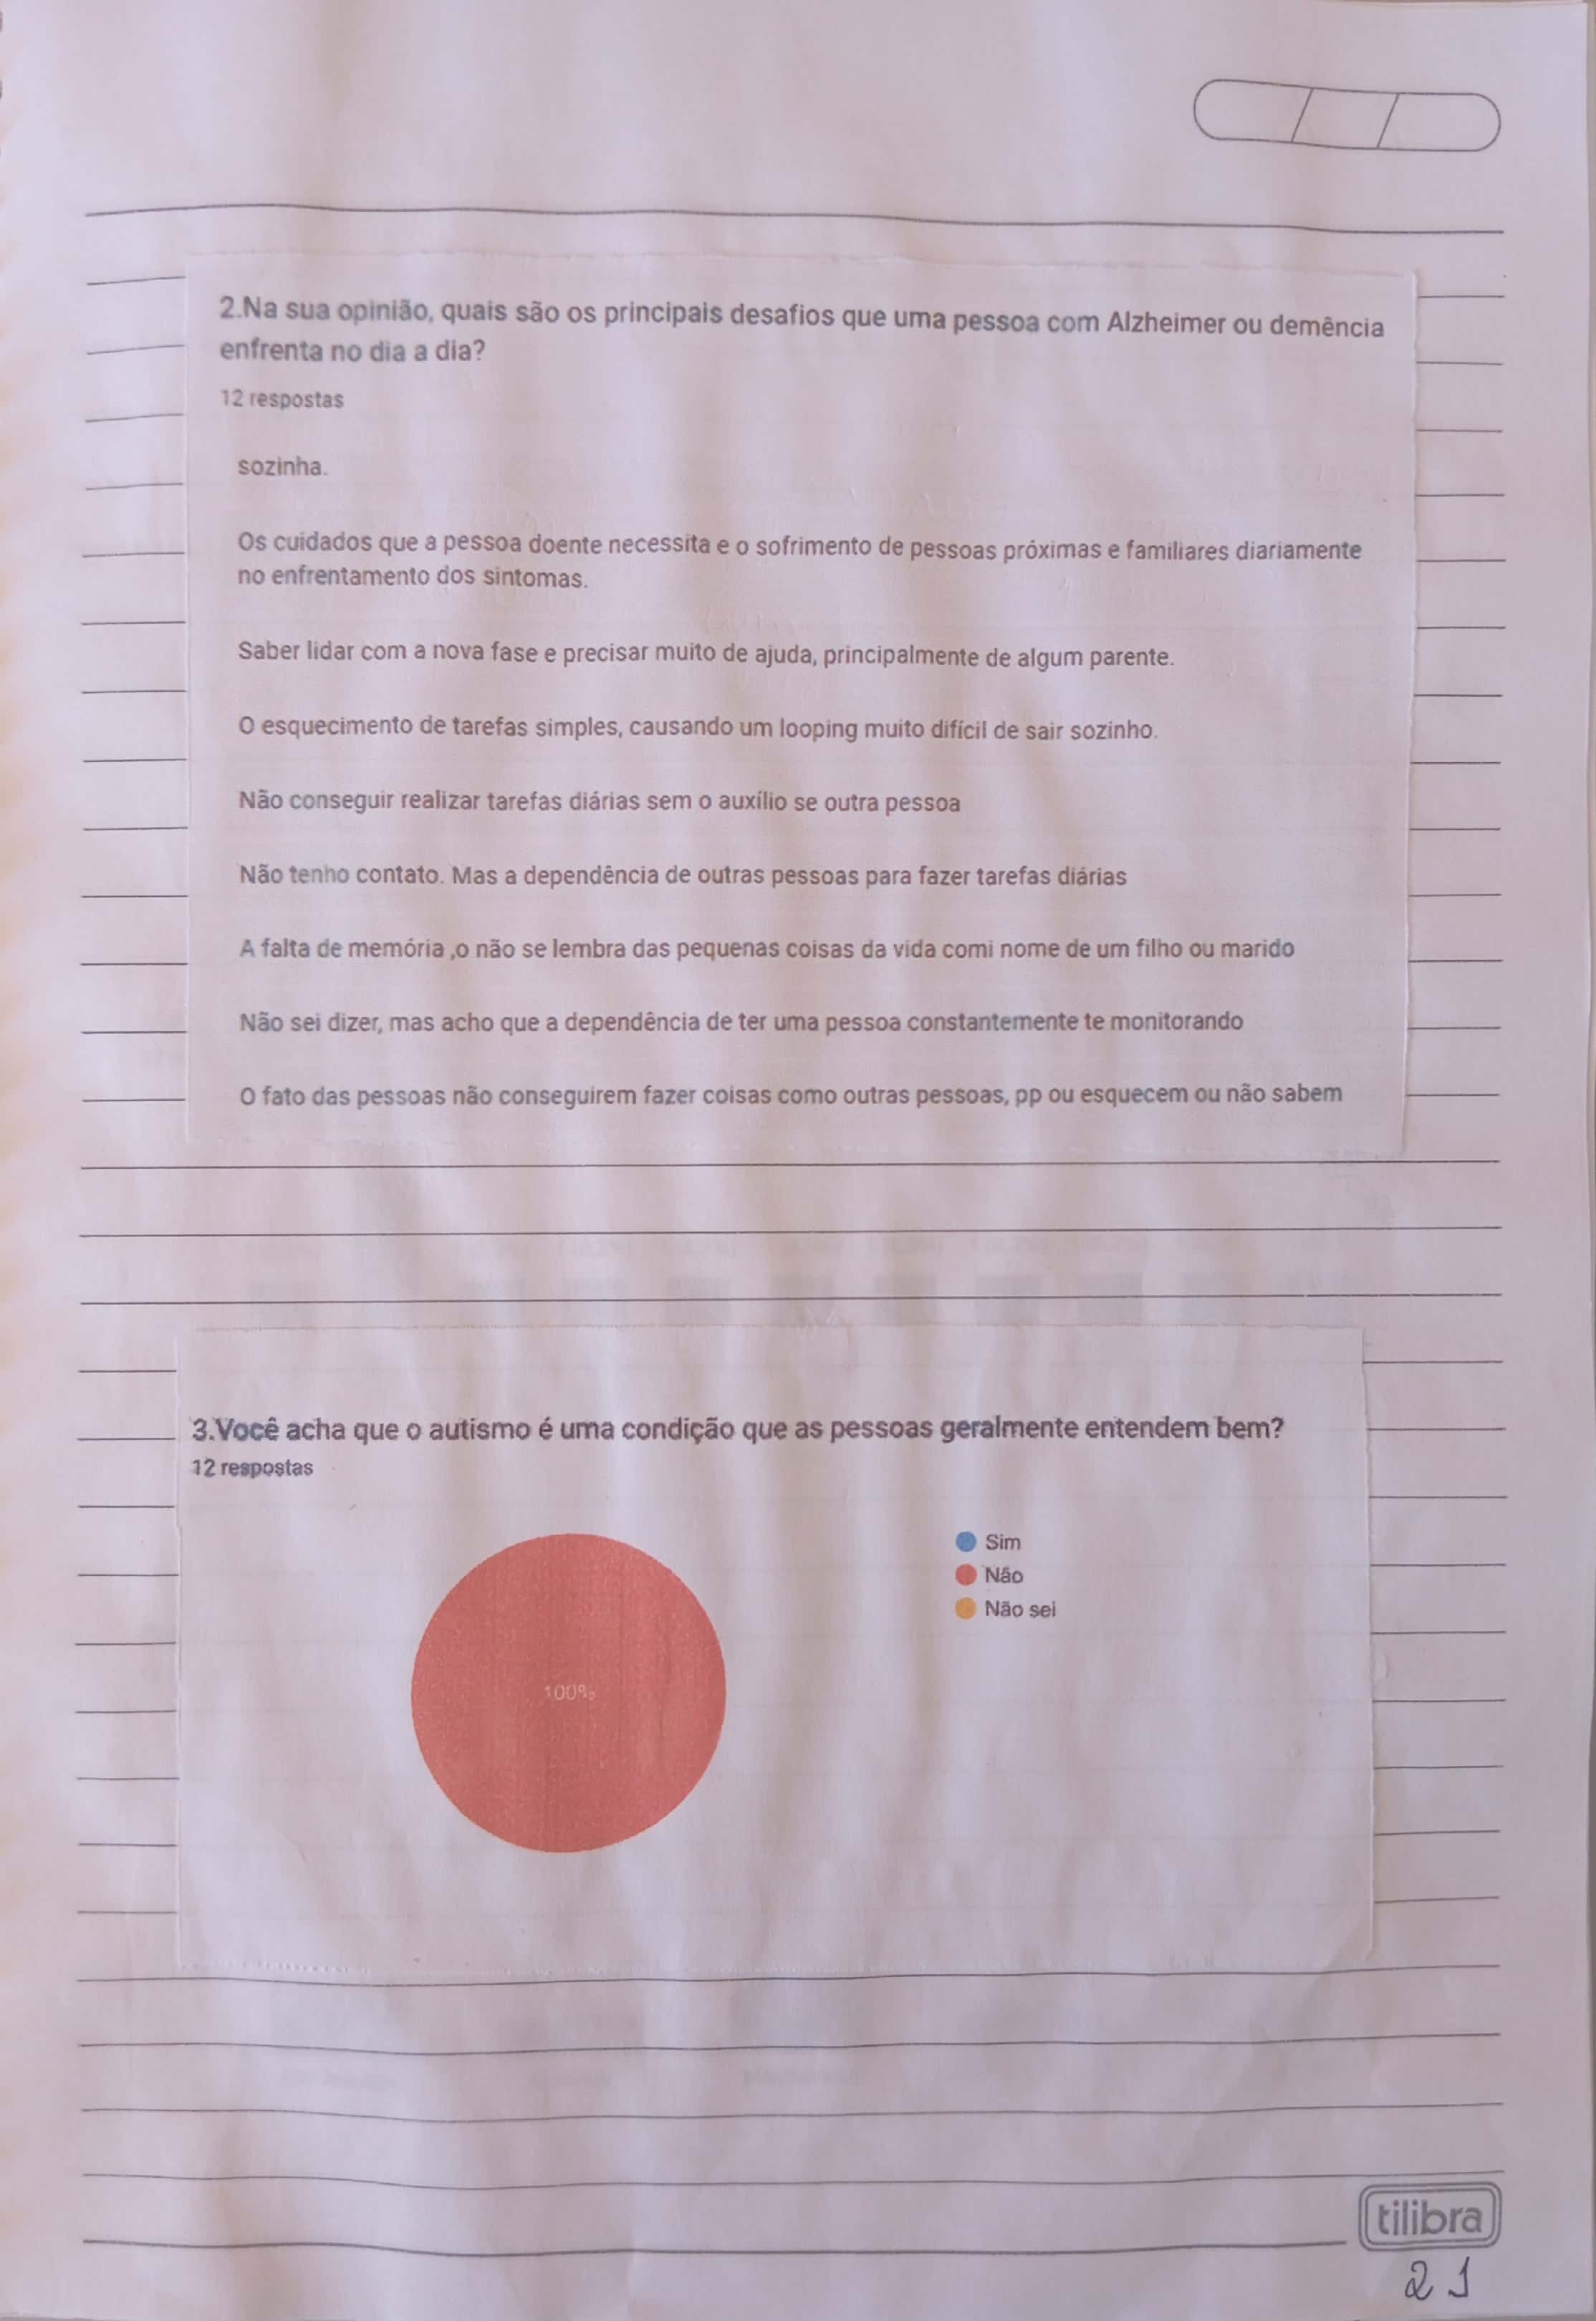 2.Na sua opinião, quais são os principais desafios que uma pessoa com Alzheimer ou demência
enfrenta no dia a dia?
12 respostas
sozinha.
Os cuidados que a pessoa doente necessita e o sofrimento de pessoas próximas e familiares diariamente
no enfrentamento dos sintomas.
Saber lidar com a nova fase e precisar muito de ajuda, principalmente de algum parente.
O esquecimento de tarefas simples, causando um looping muito difícil de sair sozinho.
Não conseguir realizar tarefas diárias sem o auxílio se outra pessoa
Não tenho contato. Mas a dependência de outras pessoas para fazer tarefas diárias
A falta de memória ,o não se lembra das pequenas coisas da vida comi nome de um filho ou marido
Não sei dizer, mas acho que a dependência de ter uma pessoa constantemente te monitorando
O fato das pessoas não conseguirem fazer coisas como outras pessoas, pp ou esquecem ou não sabem
3.Você acha que o autismo é uma condição que as pessoas geralmente entendem bem?
12 respostas
Sim
Não
Não sei
100%
tilibra
21